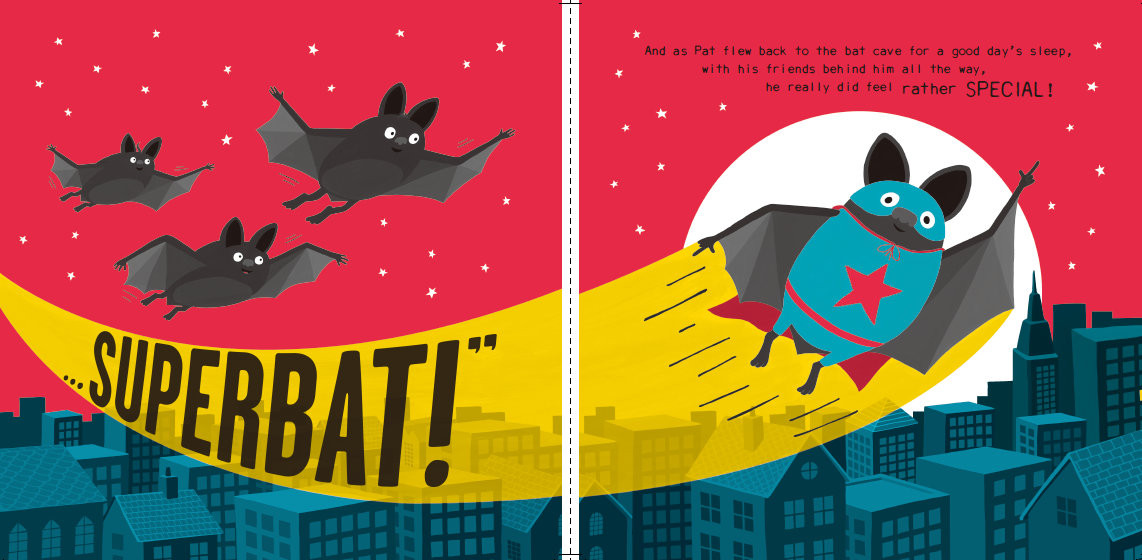 ...SUPERBAT!”
And as Pat flew back to the bat cave for a good day's sleep,
with his friends behind him all the way,
he really did feel rather SPECIAL!